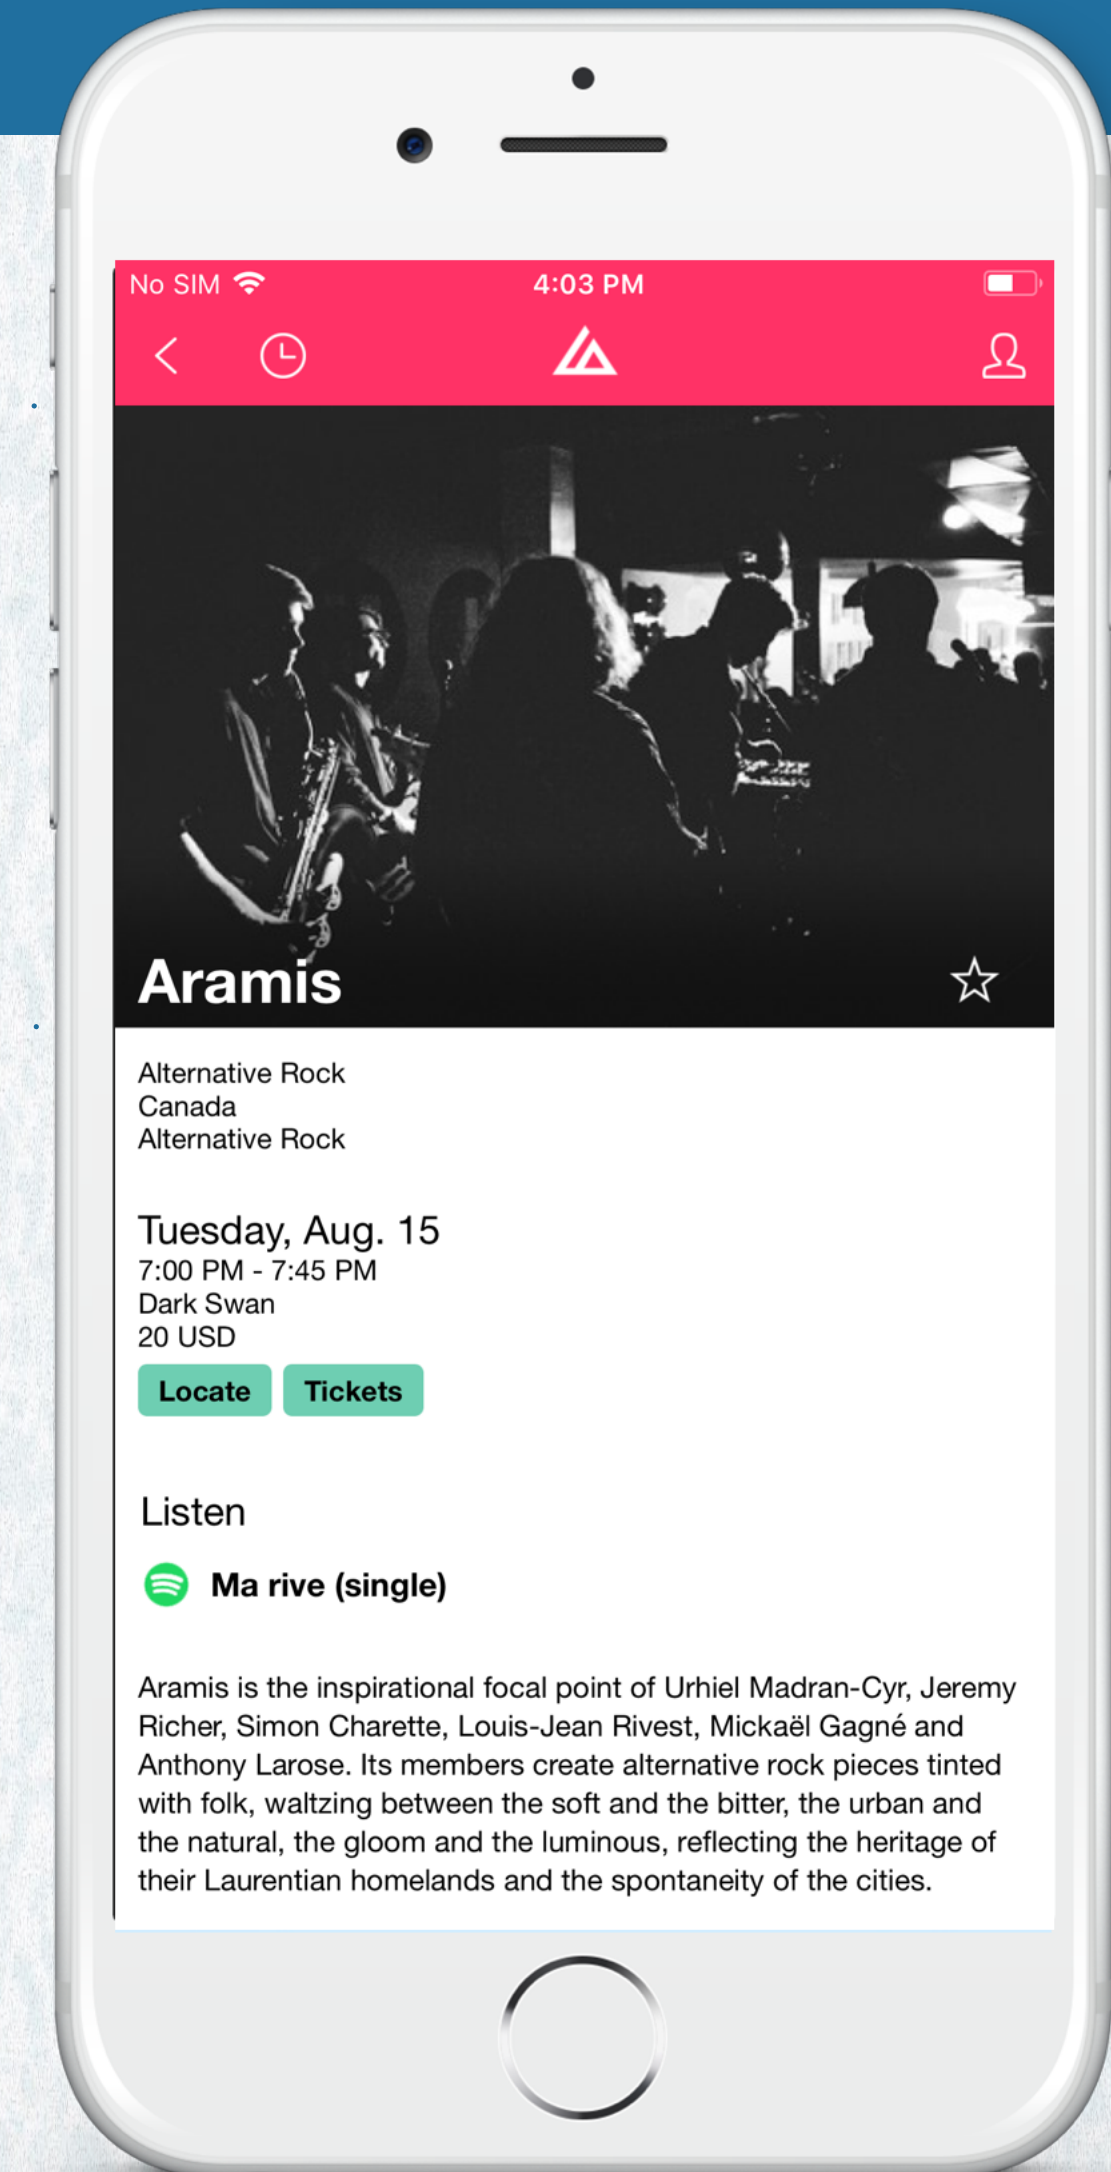 No SIM
4:03 PM
Aramis
Alternative Rock
Canada
Alternative Rock
Tuesday, Aug. 15
7:00 PM - 7:45 PM
Dark Swan
20 USD
Locate Tickets
Listen
Ma rive (single)
Aramis is the inspirational focal point of Urhiel Madran-Cyr, Jeremy
Richer, Simon Charette, Louis-Jean Rivest, Mickaël Gagné and
Anthony Larose. Its members create alternative rock pieces tinted
with folk, waltzing between the soft and the bitter, the urban and
the natural, the gloom and the luminous, reflecting the heritage of
their Laurentian homelands and the spontaneity of the cities.